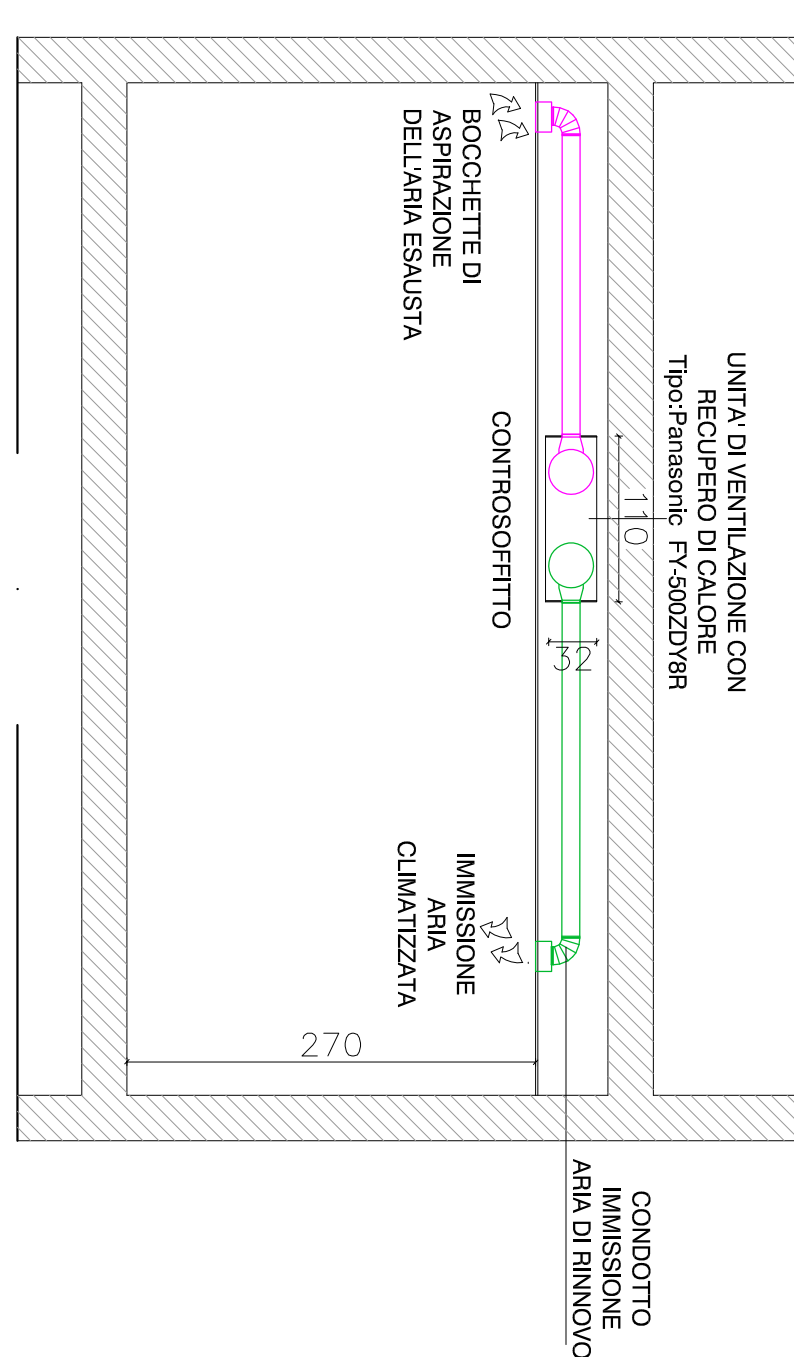 UNITA' DI VENTILAZIONE CON
RECUPERO DI CALORE
Tipo:Panasonic FY-500ZDY8R
110
32
BOCCHETTE DI
ASPIRAZIONE
DELL'ARIA ESAUSTA
CONTROSOFFITTO
IMMISSIONE
ARIA
CLIMATIZZATA
270
CONDOTTO
IMMISSIONE
ARIA DI RINNOVO